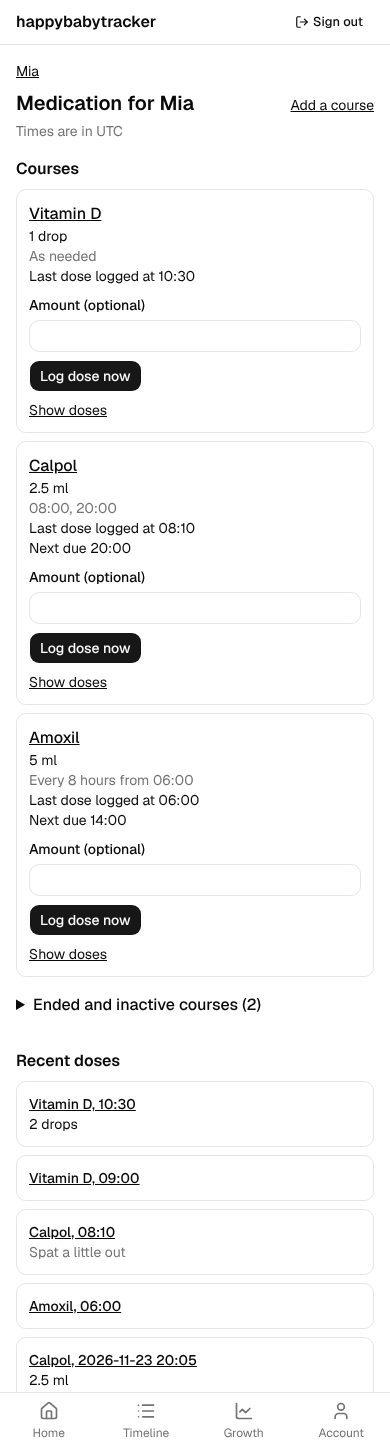 happybabytracker
Sign out
Mia
Medication for Mia
Add a course
Times are in UTC
Courses
Vitamin D
1 drop
As needed
Last dose logged at 10:30
Amount (optional)
Log dose now
Show doses
Calpol
2.5 ml
08:00, 20:00
Last dose logged at 08:10
Next due 20:00
Amount (optional)
Log dose now
Show doses
Amoxil
5 ml
Every 8 hours from 06:00
Last dose logged at 06:00
Next due 14:00
Amount (optional)
Log dose now
Show doses
Ended and inactive courses (2)
Recent doses
Vitamin D, 10:30
2 drops
Vitamin D, 09:00
Calpol, 08:10
Spat a little out
Amoxil, 06:00
Calpol, 2026-11-23 20:05
2.5 ml
Home
Timeline
Growth
Account